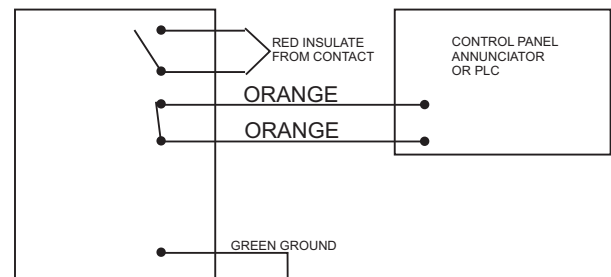 RED INSULATE
FROM CONTACT
CONTROL PANEL
ANNUNCIATOR
OR PLC
ORANGE
ORANGE
GREEN GROUND